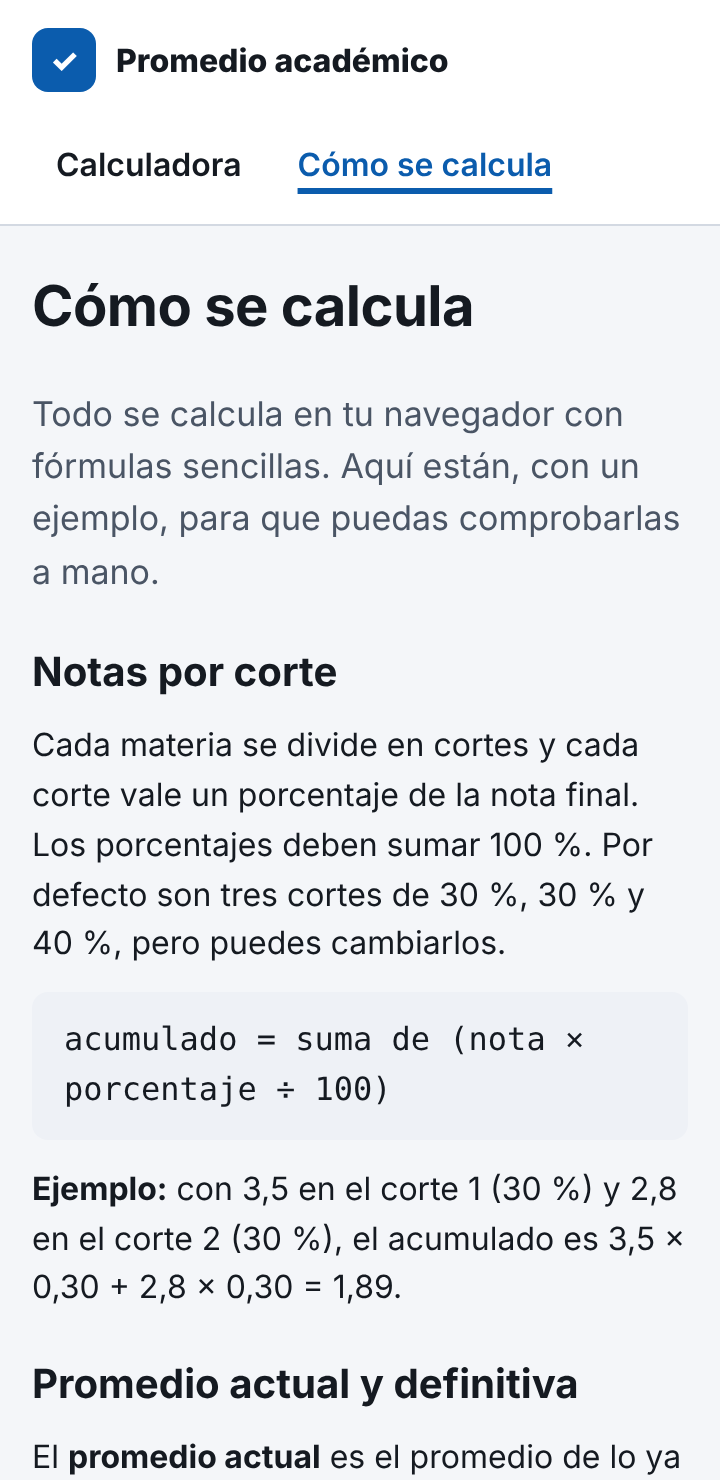 Promedio académico
Calculadora Cómo se calcula
Cómo se calcula
Todo se calcula en tu navegador con
fórmulas sencillas. Aquí están, con un
ejemplo, para que puedas comprobarlas
a mano.
Notas por corte
Cada materia se divide en cortes y cada
corte vale un porcentaje de la nota final.
Los porcentajes deben sumar 100 %. Por
defecto son tres cortes de 30 %, 30 % y
40 %, pero puedes cambiarlos.
acumulado = suma de (nota ×
porcentaje ÷ 100)
Ejemplo: con 3,5 en el corte 1 (30 %) y 2,8
en el corte 2 (30 %), el acumulado es 3,5 ×
0,30 + 2,8 × 0,30 = 1,89.
Promedio actual y definitiva
El promedio actual es el promedio de lo ya